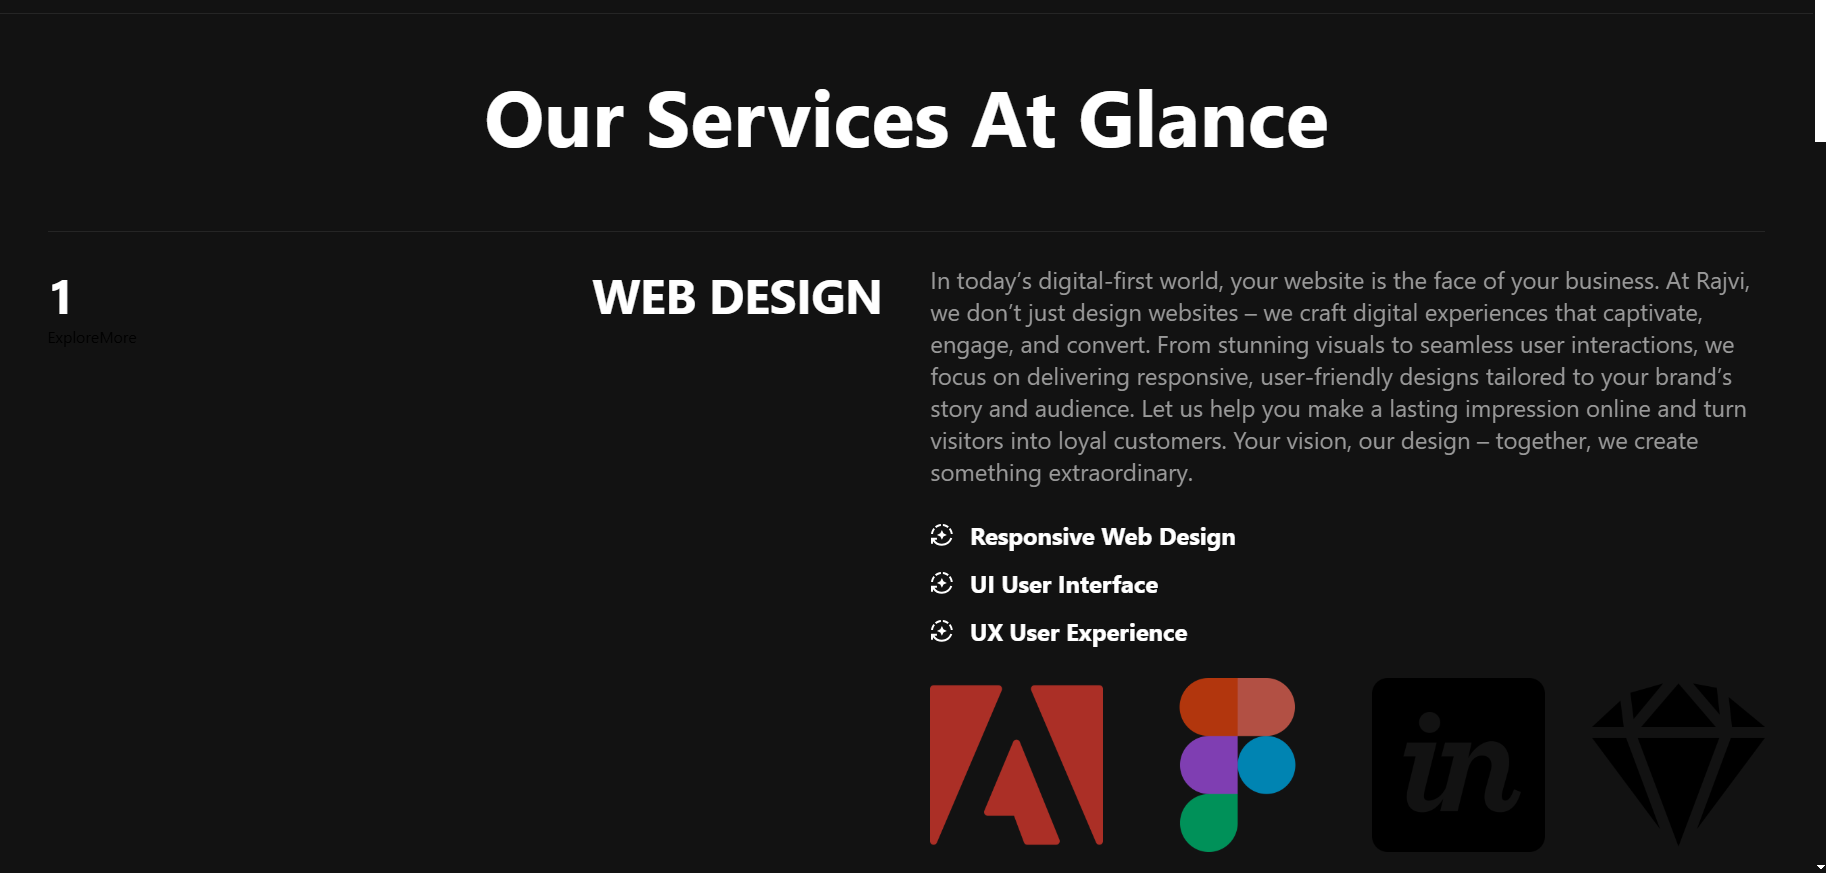 Our Services At Glance
1
ExploreMore
WEB DESIGN
In today’s digital-first world, your website is the face of your business. At Rajvi,
we don’t just design websites – we craft digital experiences that captivate,
engage, and convert. From stunning visuals to seamless user interactions, we
focus on delivering responsive, user-friendly designs tailored to your brand’s
story and audience. Let us help you make a lasting impression online and turn
visitors into loyal customers. Your vision, our design – together, we create
something extraordinary.
Responsive Web Design
UI User Interface
UX User Experience
in